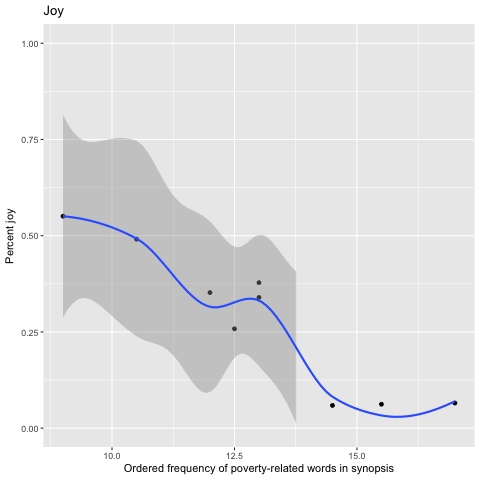 Joy
1.00
0.75
0.50
0.25
0.00
Percent joy
10.0 12.5 15.0
Ordered frequency of poverty-related words in synopsis